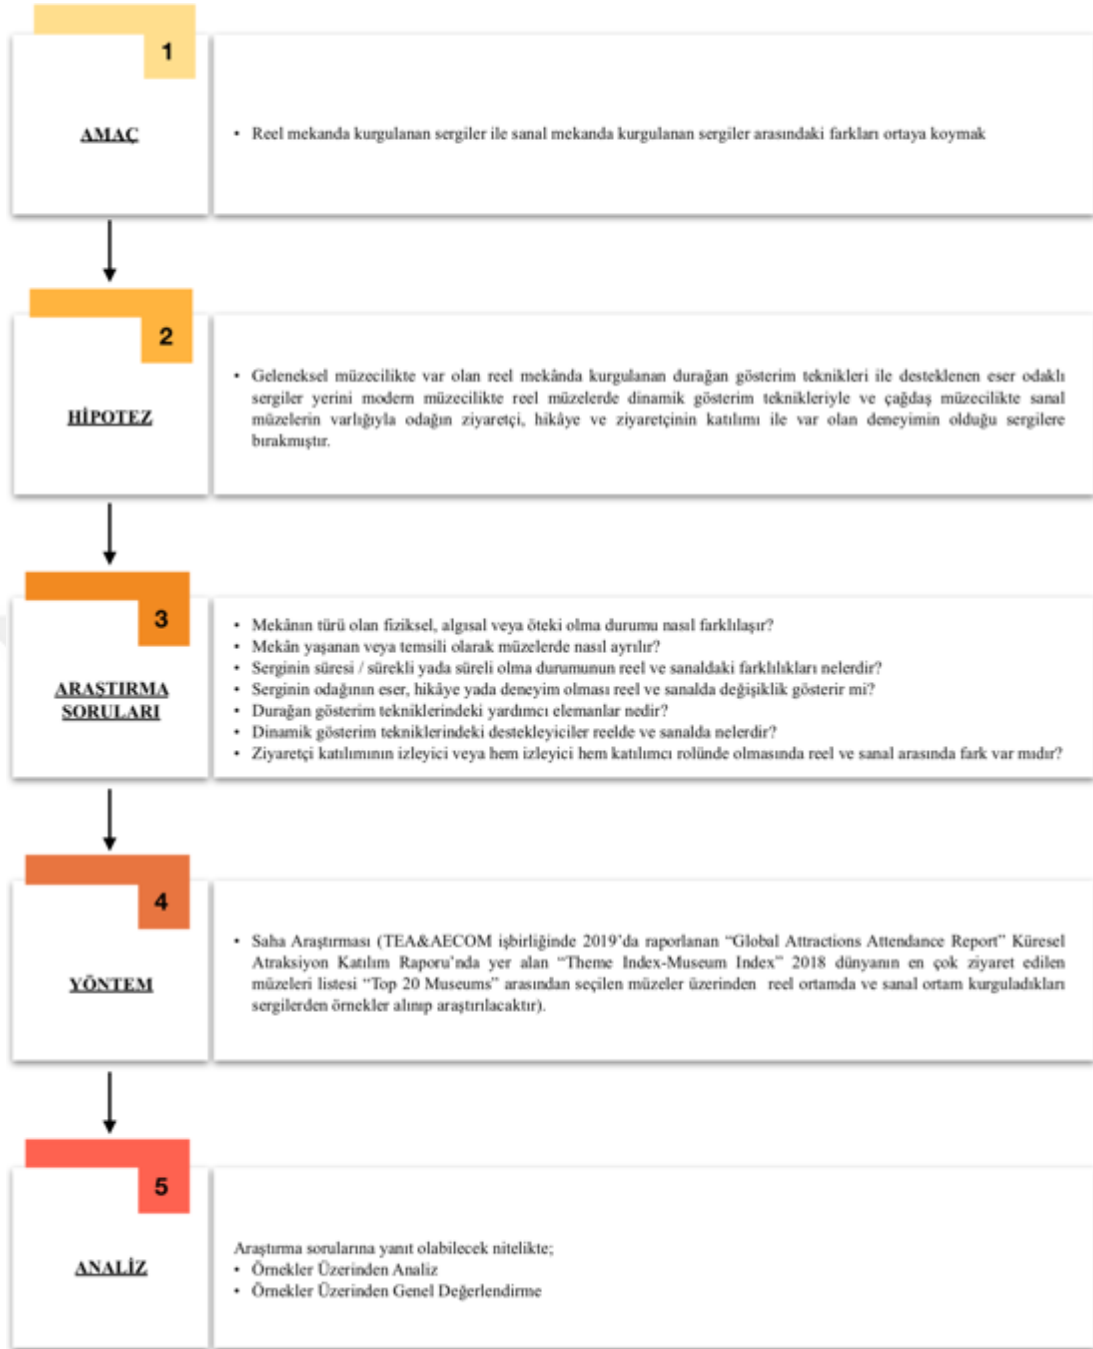 1
AMAÇ
• Reel mekanda kurgulanan sergiler ile sanal mekanda kurgulanan sergiler arasındaki farkları ortaya koymak
2
HİPOTEZ
• Geleneksel müzecilikte var olan reel mekânda kurgulanan durağan gösterim teknikleri ile desteklenen eser odaklı
sergiler yerini modern müzecilikte reel müzelerde dinamik gösterim teknikleriyle ve çağdaş müzecilikte sanal
müzelerin varlığıyla odağın ziyaretçi, hikâye ve ziyaretçinin katılımı ile var olan deneyimin olduğu sergilere
bırakmıştır.
3
ARAŞTIRMA
SORULARI
• Mekânın türü olan fiziksel, algısal veya öteki olma durumu nasıl farklılaşır?
• Mekân yaşanan veya temsili olarak müzelerde nasıl ayrılır?
• Serginin süresi / sürekli yada süreli olma durumunun reel ve sanaldaki farklılıkları nelerdir?
• Serginin odağının eser, hikâye yada deneyim olması reel ve sanalda değişiklik gösterir mi?
• Durağan gösterim tekniklerindeki yardımcı elemanlar nedir?
• Dinamik gösterim tekniklerindeki destekleyiciler reelde ve sanalda nelerdir?
• Ziyaretçi katılımının izleyici veya hem izleyici hem katılımcı rolünde olmasında reel ve sanal arasında fark var mıdır?
4
YÖNTEM
• Saha Araştırması (TEA&AECOM işbirliğinde 2019'da raporlanan “Global Attractions Attendance Report” Küresel
Atraksiyon Katılım Raporu'nda yer alan “Theme Index-Museum Index” 2018 dünyanın en çok ziyaret edilen
müzeleri listesi “Top 20 Museums” arasından seçilen müzeler üzerinden reel ortamda ve sanal ortam kurguladıkları
sergilerden örnekler alınıp araştırılacaktır).
5
ANALİZ
Araştırma sorularına yanıt olabilecek nitelikte;
• Örnekler Üzerinden Analiz
• Örnekler Üzerinden Genel Değerlendirme